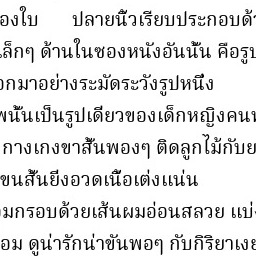 องใบ ปลายนิ้วเรียบประกอบด้
ล็กๆ ด้านในซองหนังอันนั้น คือรูป
อกมาอย่างระมัดระวังรูปหนึ่ง
พนั้นเป็นรูปเดียวของเด็กหญิงคนห
กางเกงขาสั้นพองๆ ติดลูกไม้กับย
ขนสั้นยิ่งอวดเนื้อเต่งแน่น
มกรอบด้วยเส้นผมอ่อนสลวย แบ่ง
อม ดูน่ารักน่าขันพอๆ กับกิริยาเงย